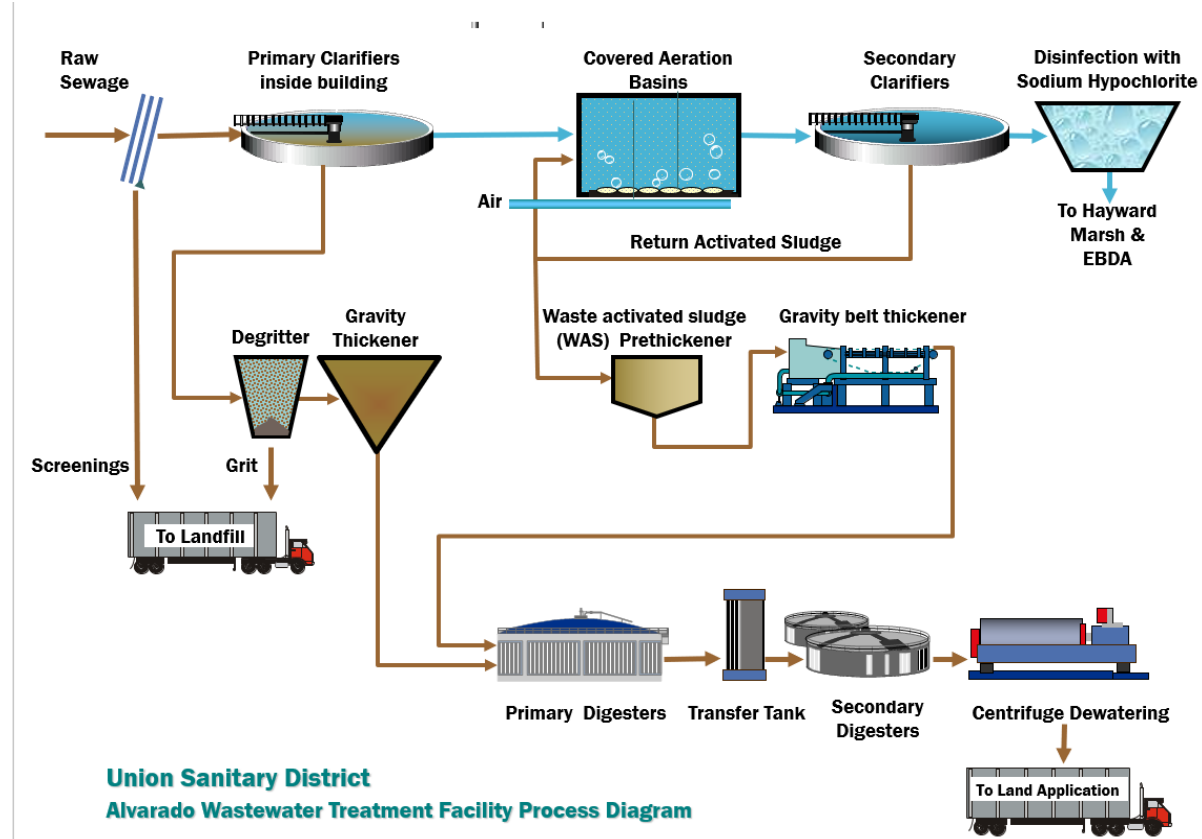 Raw
Sewage
Primary Clarifiers
inside building
Covered Aeration
Basins
Secondary
Clarifiers
Disinfection with
Sodium Hypochlorite
Air
To Hayward
Marsh &
EBDA
Return Activated Sludge
Degritter
Gravity
Thickener
Waste activated sludge
(WAS) Prethickener
Gravity belt thickener
Screenings
Grit
To Landfill
Primary Digesters
Transfer Tank
Secondary
Digesters
Centrifuge Dewatering
To Land Application
Union Sanitary District
Alvarado Wastewater Treatment Facility Process Diagram